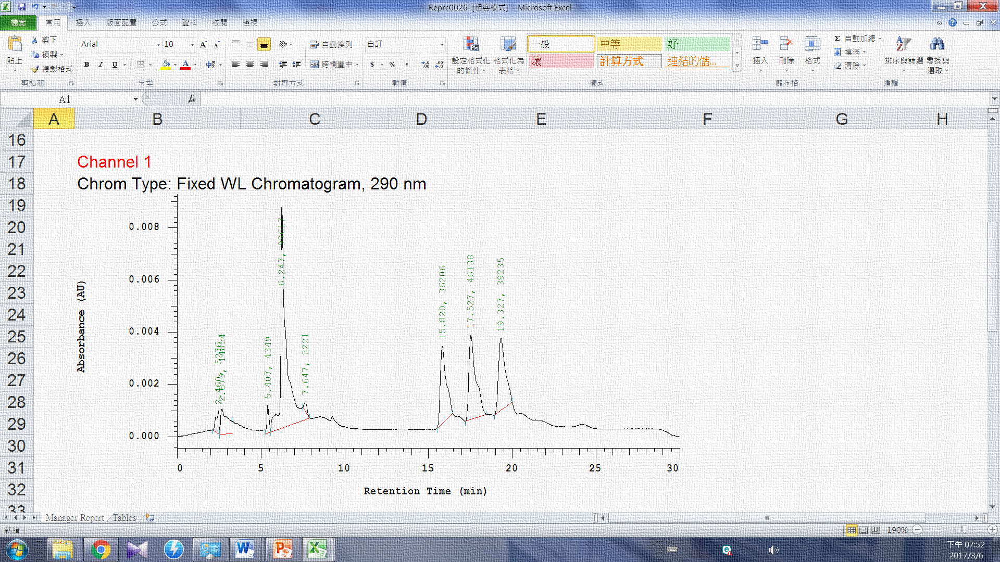 Reprc0026 [相容模式] - Microsoft Excel
檔案 常用 插入 版面配置 公式 資料 校閱 檢視
貼上 剪下 複製 複製格式 剪貼簿
Arial 10
B I U 字型
自動換列 跨欄置中 對齊方式
自訂
$ % , 數值
設定格式化的條件 格式化為表格
一般 中等 好
壞 計算方式 連結的儲...
樣式
插入 刪除 格式 儲存格
Σ 自動加總 填滿 清除
排序與篩選 尋找與選取 編輯
A1 fx
A B C D E F G H
16
17 Channel 1
18 Chrom Type: Fixed WL Chromatogram, 290 nm
19
20
21
22
23
24
25
26
27
28
29
30
31
32
33
Absorbance (AU)
0.008
0.006
0.004
0.002
0.000
2.460, 5276
5.407, 4349
6.247, 99617
7.647, 2221
15.820, 36206
17.527, 46138
19.327, 39235
0 5 10 15 20 25 30
Retention Time (min)
Manager Report Tables
就緒 190%
下午 07:52
2017/3/6